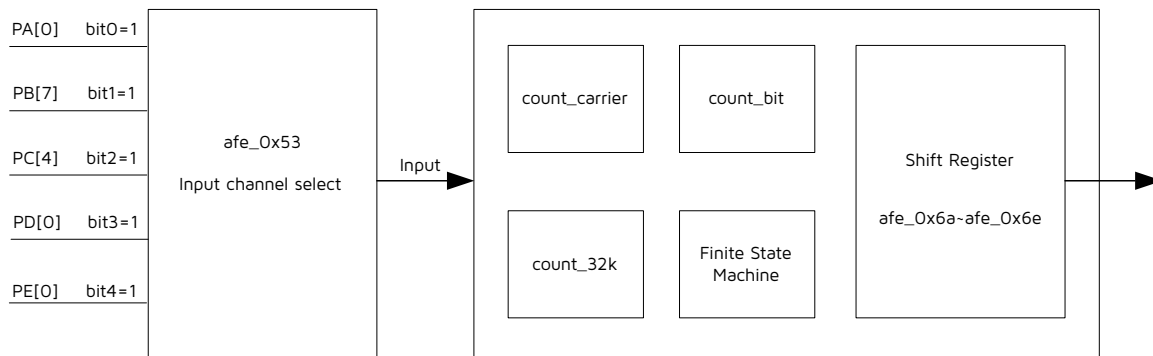 PA[0] bit0=1
PB[7] bit1=1
PC[4] bit2=1
PD[0] bit3=1
PE[0] bit4=1
afe_0x53
Input channel select
Input
count_carrier
count_bit
count_32k
Finite State
Machine
Shift Register
afe_0x6a~afe_0x6e